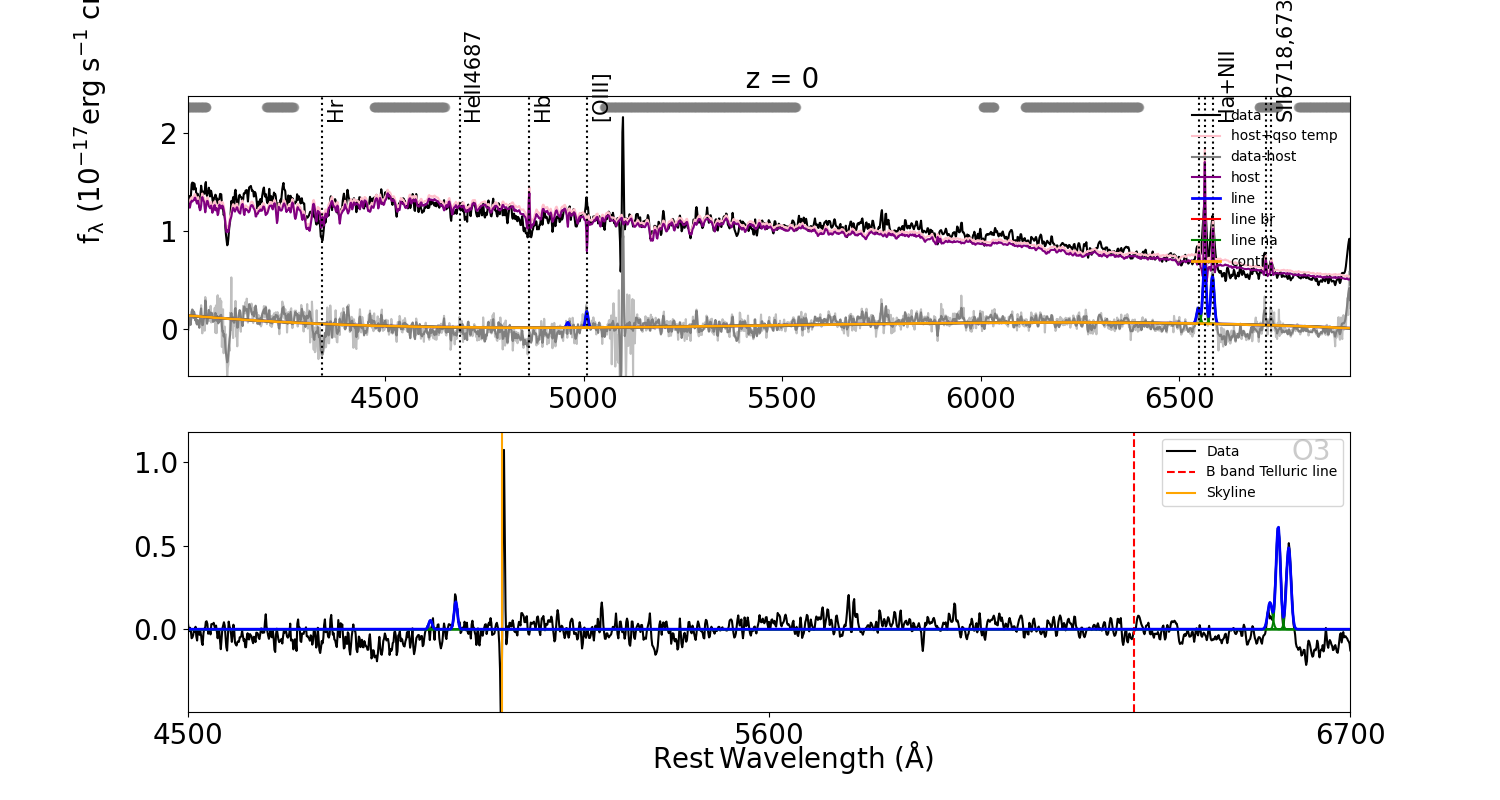 z = 0
f_λ (10^−17 erg s^−1 c
Hr
HeII4687
Hb
[OIII]
Ha+NII
SII6718,673
data
host+qso temp
data-host
host
line
line br
line na
conti
2
1
0
4500 5000 5500 6000 6500
O3
Data
B band Telluric line
Skyline
1.0
0.5
0.0
4500 5600 6700
Rest Wavelength (Å)